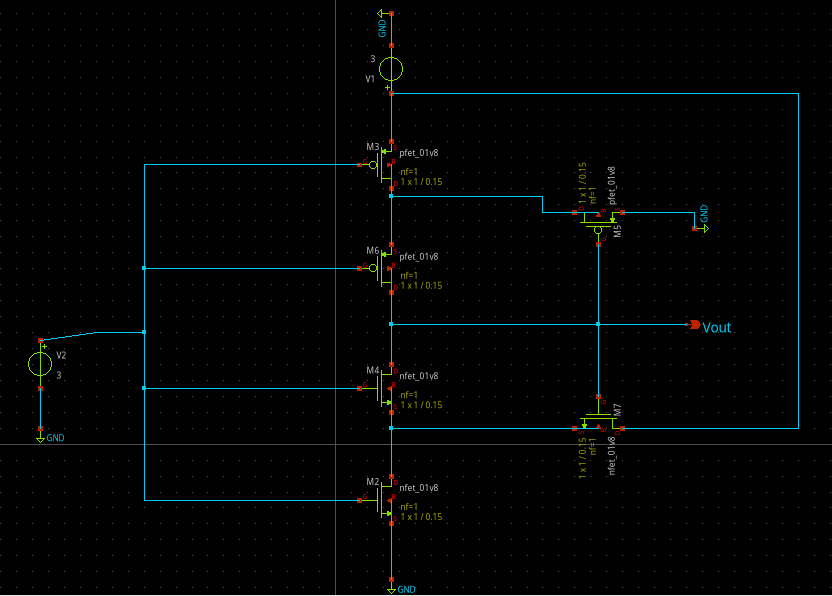 GND
3
V1
+
M3
pfet_01v8
nf=1
1 x 1 / 0.15
1 x 1 / 0.15
nf=1
pfet_01v8
M5
GND
M6
pfet_01v8
nf=1
1 x 1 / 0.15
Vout
+
V2
3
GND
M4
nfet_01v8
nf=1
1 x 1 / 0.15
M7
1 x 1 / 0.15
nf=1
nfet_01v8
M2
nfet_01v8
nf=1
1 x 1 / 0.15
GND